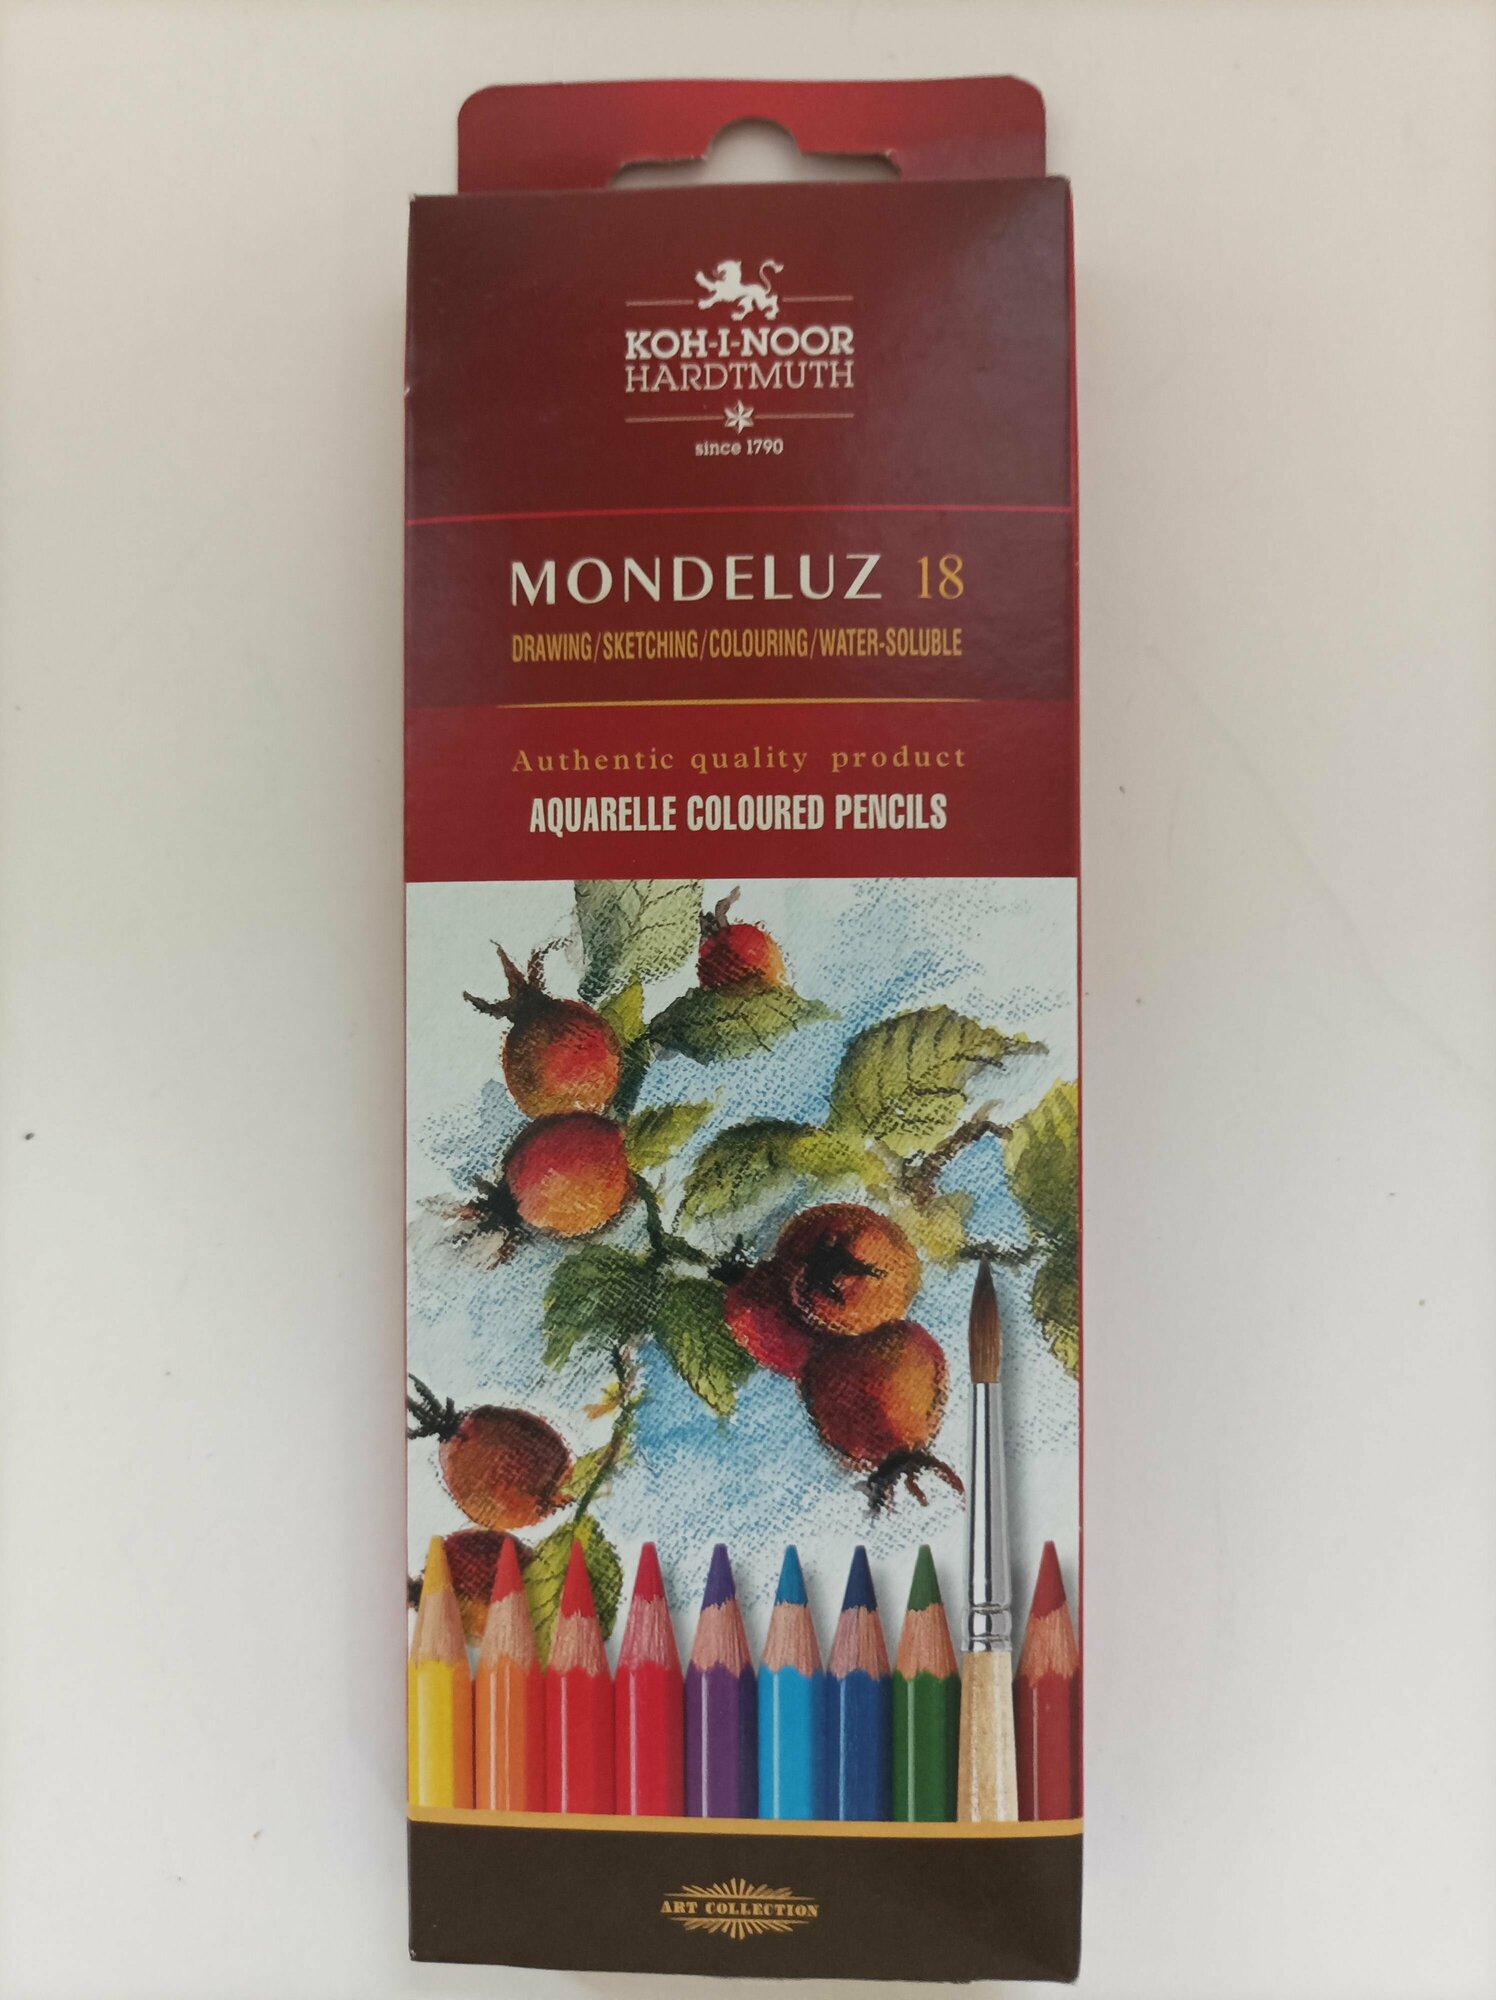 KOH-I-NOOR
HARDTMUTH
since 1790
MONDELUZ 18
DRAWING/SKETCHING/COLOURING/WATER-SOLUBLE
Authentic quality product
AQUARELLE COLOURED PENCILS
ART COLLECTION